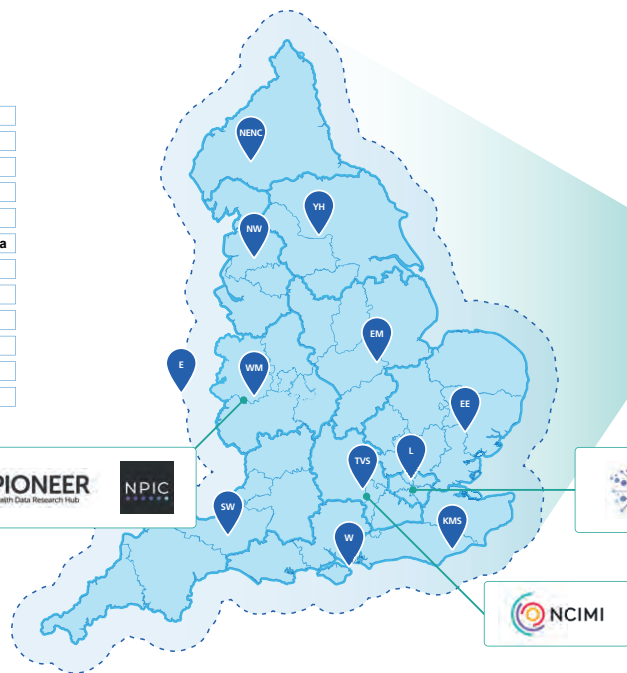 NENC
YH
NW
a
EM
E
WM
EE
L
TVS
PIONEER
alth Data Research Hub
NPIC
SW
KMS
W
NCIMI